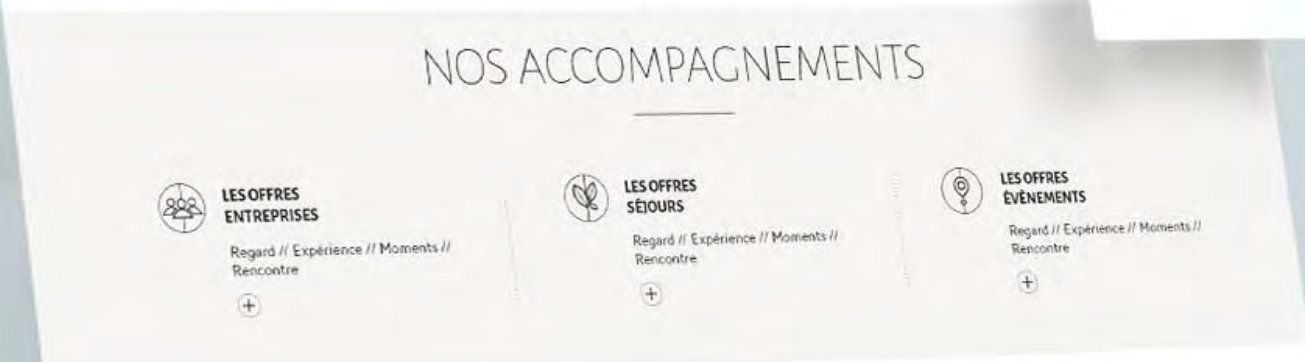 NOS ACCOMPAGNEMENTS
LES OFFRES
ENTREPRISES
Regard // Expérience // Moments //
Rencontre
LES OFFRES
SÉJOURS
Regard // Expérience // Moments //
Rencontre
LES OFFRES
ÉVÈNEMENTS
Regard // Expérience // Moments //
Rencontre